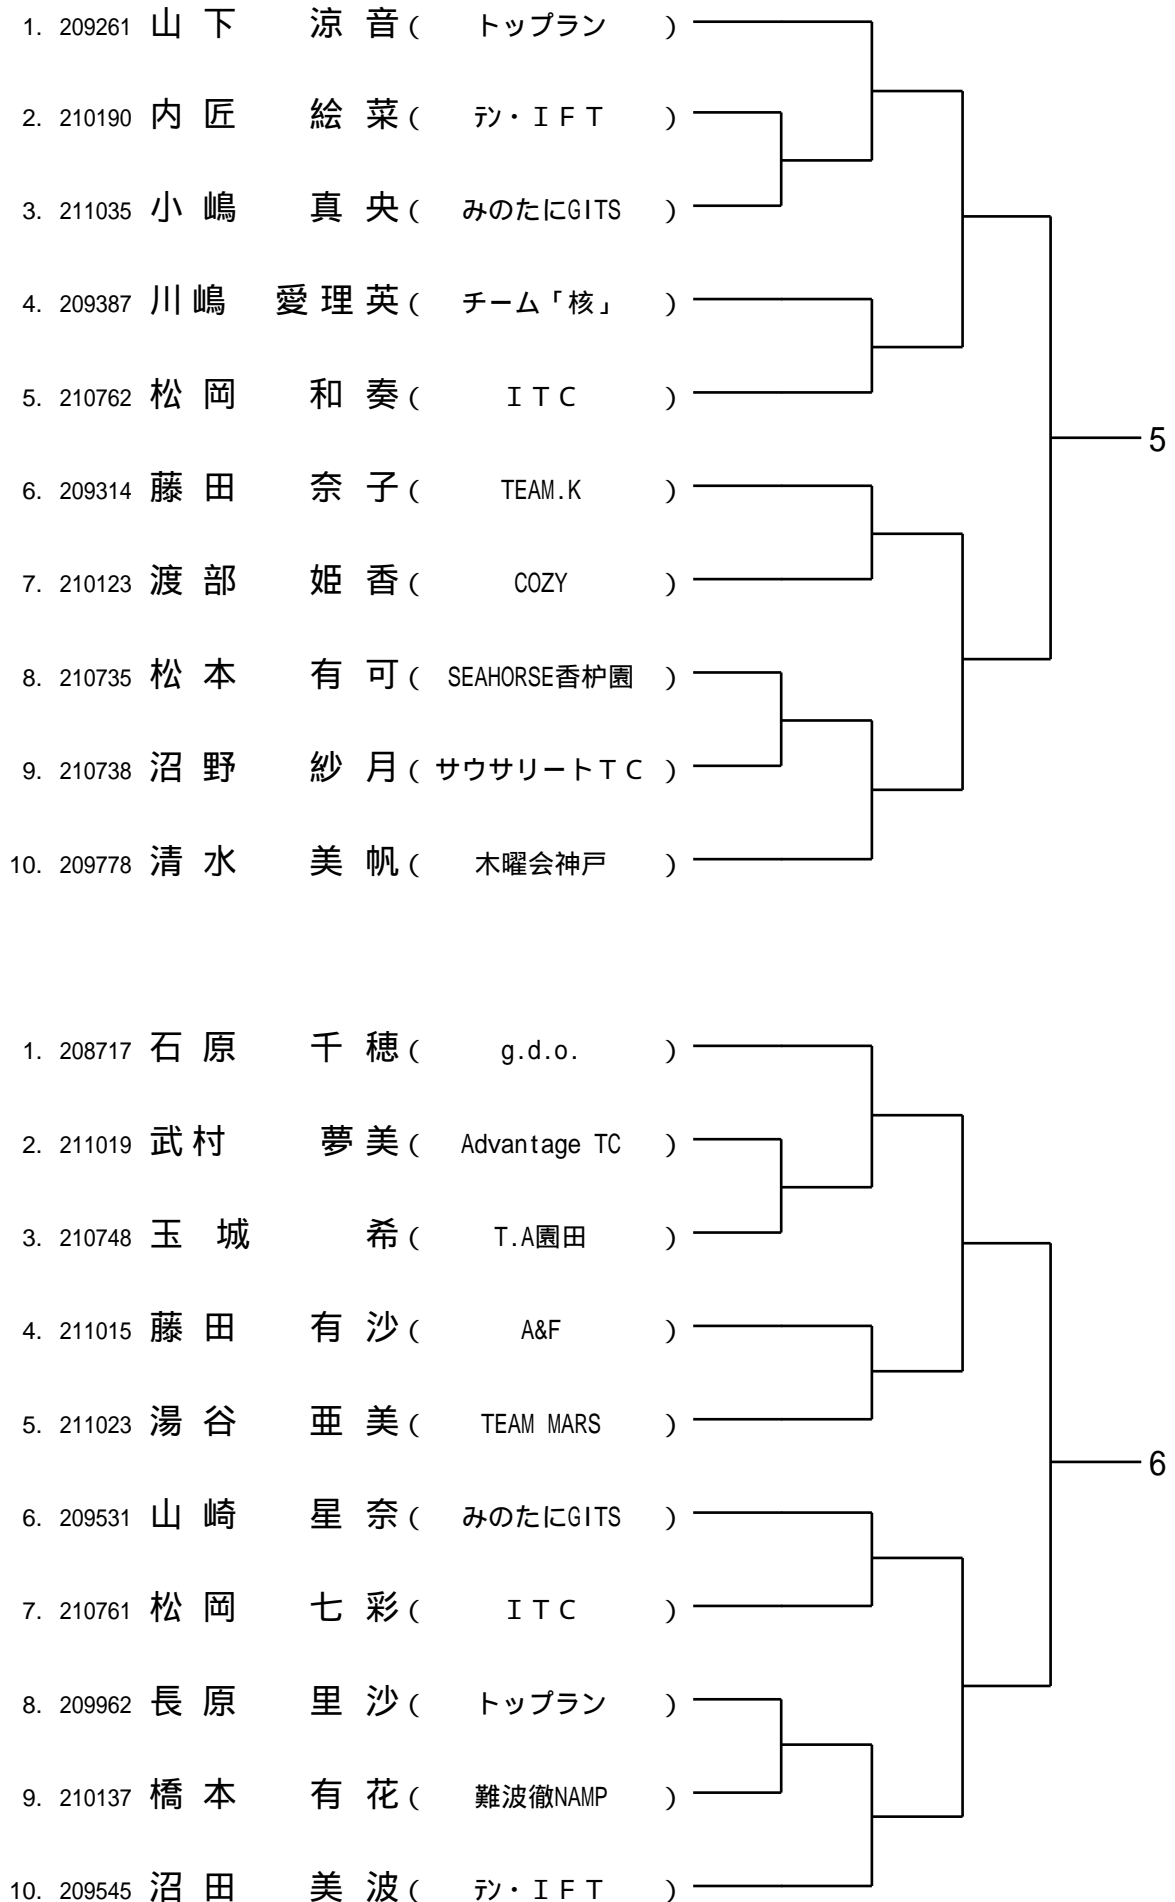 1. 209261 山下 涼音 ( トップラン )
2. 210190 内匠 絵菜 ( テン・ＩＦＴ )
3. 211035 小嶋 真央 ( みのたにGITS )
4. 209387 川嶋 愛理英 ( チーム「核」 )
5. 210762 松岡 和奏 ( ＩＴＣ )
5
6. 209314 藤田 奈子 ( TEAM.K )
7. 210123 渡部 姫香 ( COZY )
8. 210735 松本 有可 ( SEAHORSE香枦園 )
9. 210738 沼野 紗月 ( サウサリートＴＣ )
10. 209778 清水 美帆 ( 木曜会神戸 )
1. 208717 石原 千穂 ( g.d.o. )
2. 211019 武村 夢美 ( Advantage TC )
3. 210748 玉城 希 ( T.A園田 )
4. 211015 藤田 有沙 ( A&F )
5. 211023 湯谷 亜美 ( TEAM MARS )
6
6. 209531 山崎 星奈 ( みのたにGITS )
7. 210761 松岡 七彩 ( ＩＴＣ )
8. 209962 長原 里沙 ( トップラン )
9. 210137 橋本 有花 ( 難波徹NAMP )
10. 209545 沼田 美波 ( テン・ＩＦＴ )